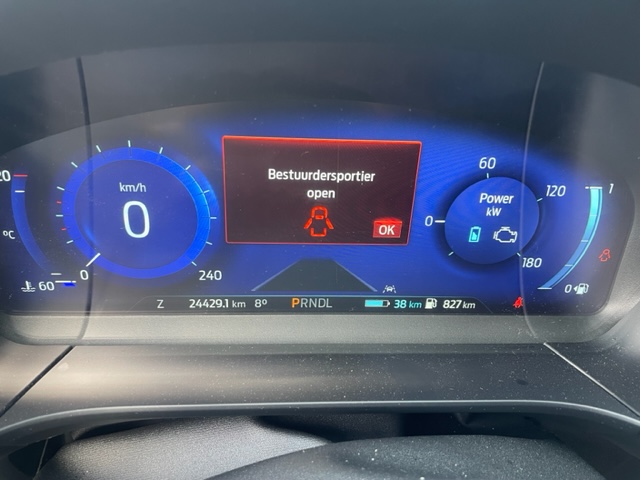 Bestuurdersportier
open
OK
km/h
0
0
240
120
°C
60
Power
kW
0
60
120
180
1
0
Z 24429.1 km 8° PRNDL 38 km 827 km